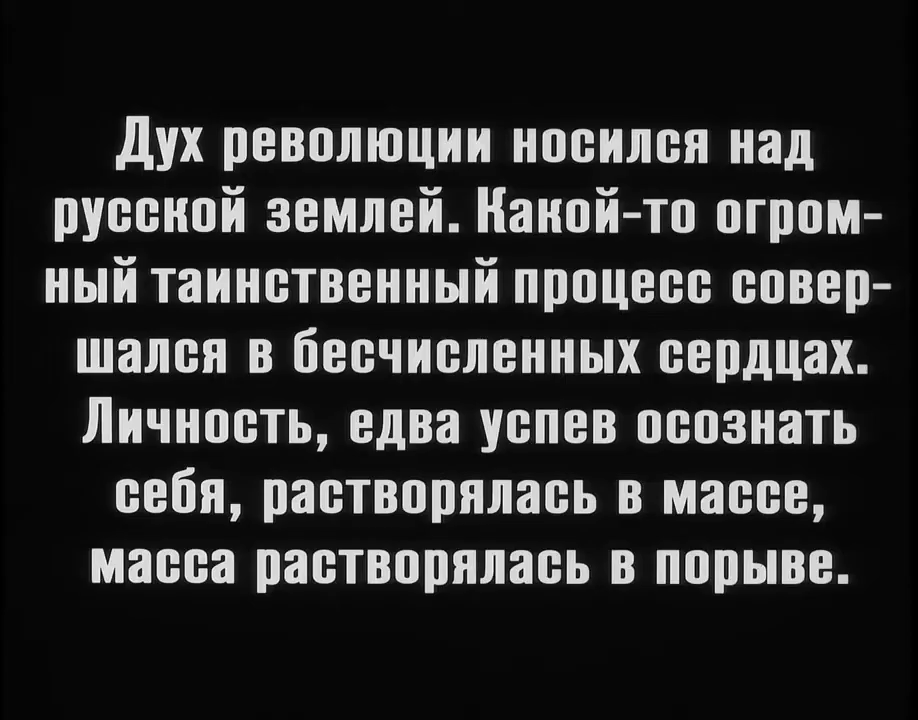 Дух революции носился над
русской землей. Какой-то огром-
ный таинственный процесс совер-
шался в бесчисленных сердцах.
Личность, едва успев осознать
себя, растворялась в массе,
масса растворялась в порыве.